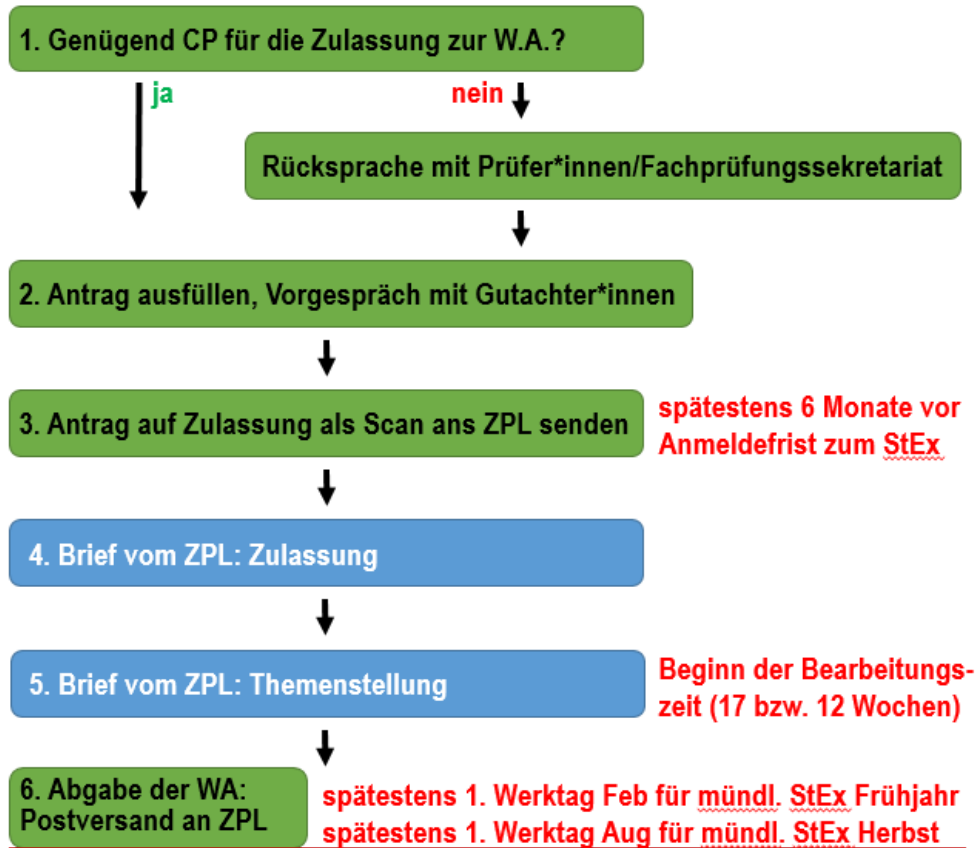 1. Genügend CP für die Zulassung zur W.A.?
ja
nein
Rücksprache mit Prüfer*innen/Fachprüfungssekretariat
2. Antrag ausfüllen, Vorgespräch mit Gutachter*innen
3. Antrag auf Zulassung als Scan ans ZPL senden
spätestens 6 Monate vor
Anmeldefrist zum StEx
4. Brief vom ZPL: Zulassung
5. Brief vom ZPL: Themenstellung
Beginn der Bearbeitungs-
zeit (17 bzw. 12 Wochen)
6. Abgabe der WA:
Postversand an ZPL
spätestens 1. Werktag Feb für mündl. StEx Frühjahr
spätestens 1. Werktag Aug für mündl. StEx Herbst